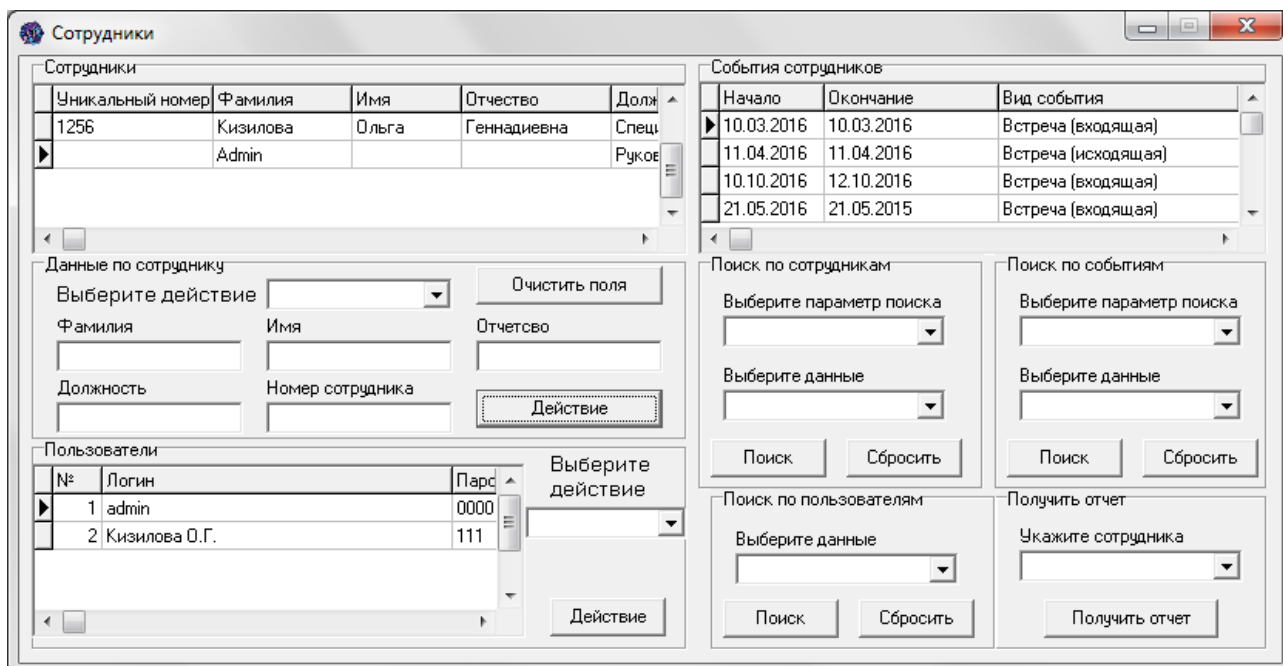 Сотрудники
Сотрудники
Уникальный номер Фамилия Имя Отчество Долж
1256 Кизилова Ольга Геннадиевна Специ
Admin Руков
События сотрудников
Начало Окончание Вид события
10.03.2016 10.03.2016 Встреча (входящая)
11.04.2016 11.04.2016 Встреча (исходящая)
10.10.2016 12.10.2016 Встреча (входящая)
21.05.2016 21.05.2015 Встреча (входящая)
Данные по сотруднику
Выберите действие
Очистить поля
Фамилия Имя Отчетсво
Должность Номер сотрудника
Действие
Поиск по сотрудникам
Выберите параметр поиска
Выберите данные
Поиск Сбросить
Поиск по событиям
Выберите параметр поиска
Выберите данные
Поиск Сбросить
Пользователи
№ Логин Паро
1 admin 0000
2 Кизилова О.Г. 111
Выберите
действие
Действие
Поиск по пользователям
Выберите данные
Поиск Сбросить
Получить отчет
Укажите сотрудника
Получить отчет